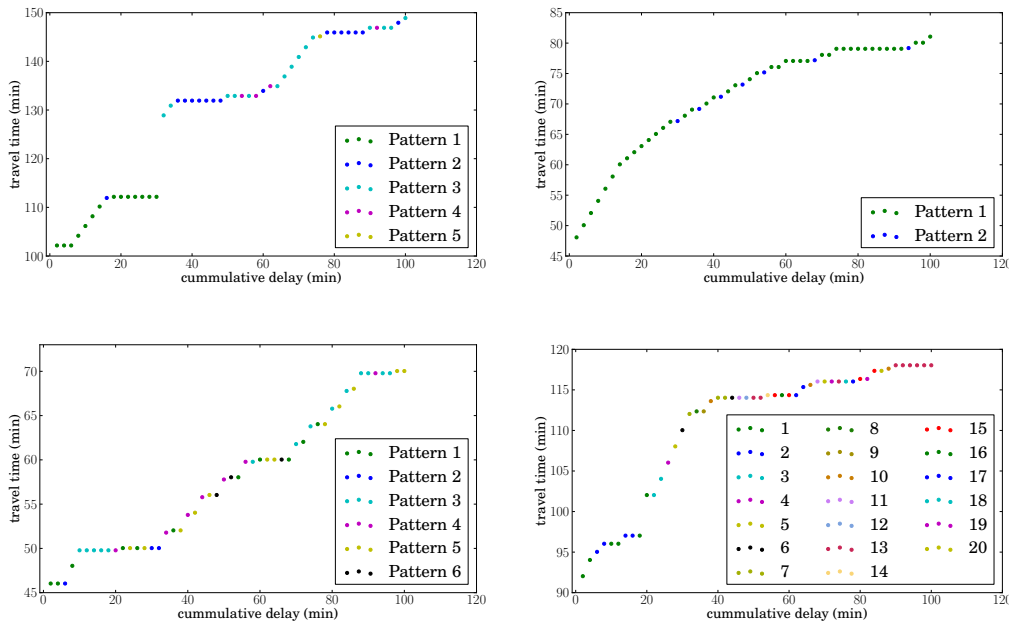 150
140
130
120
110
100
travel time (min)
0 20 40 60 80 100 120
cummulative delay (min)
Pattern 1
Pattern 2
Pattern 3
Pattern 4
Pattern 5
85
80
75
70
65
60
55
50
45
travel time (min)
0 20 40 60 80 100 120
cummulative delay (min)
Pattern 1
Pattern 2
70
65
60
55
50
45
travel time (min)
0 20 40 60 80 100 120
cummulative delay (min)
Pattern 1
Pattern 2
Pattern 3
Pattern 4
Pattern 5
Pattern 6
120
115
110
105
100
95
90
travel time (min)
0 20 40 60 80 100 120
cummulative delay (min)
1 8 15
2 9 16
3 10 17
4 11 18
5 12 19
6 13 20
7 14